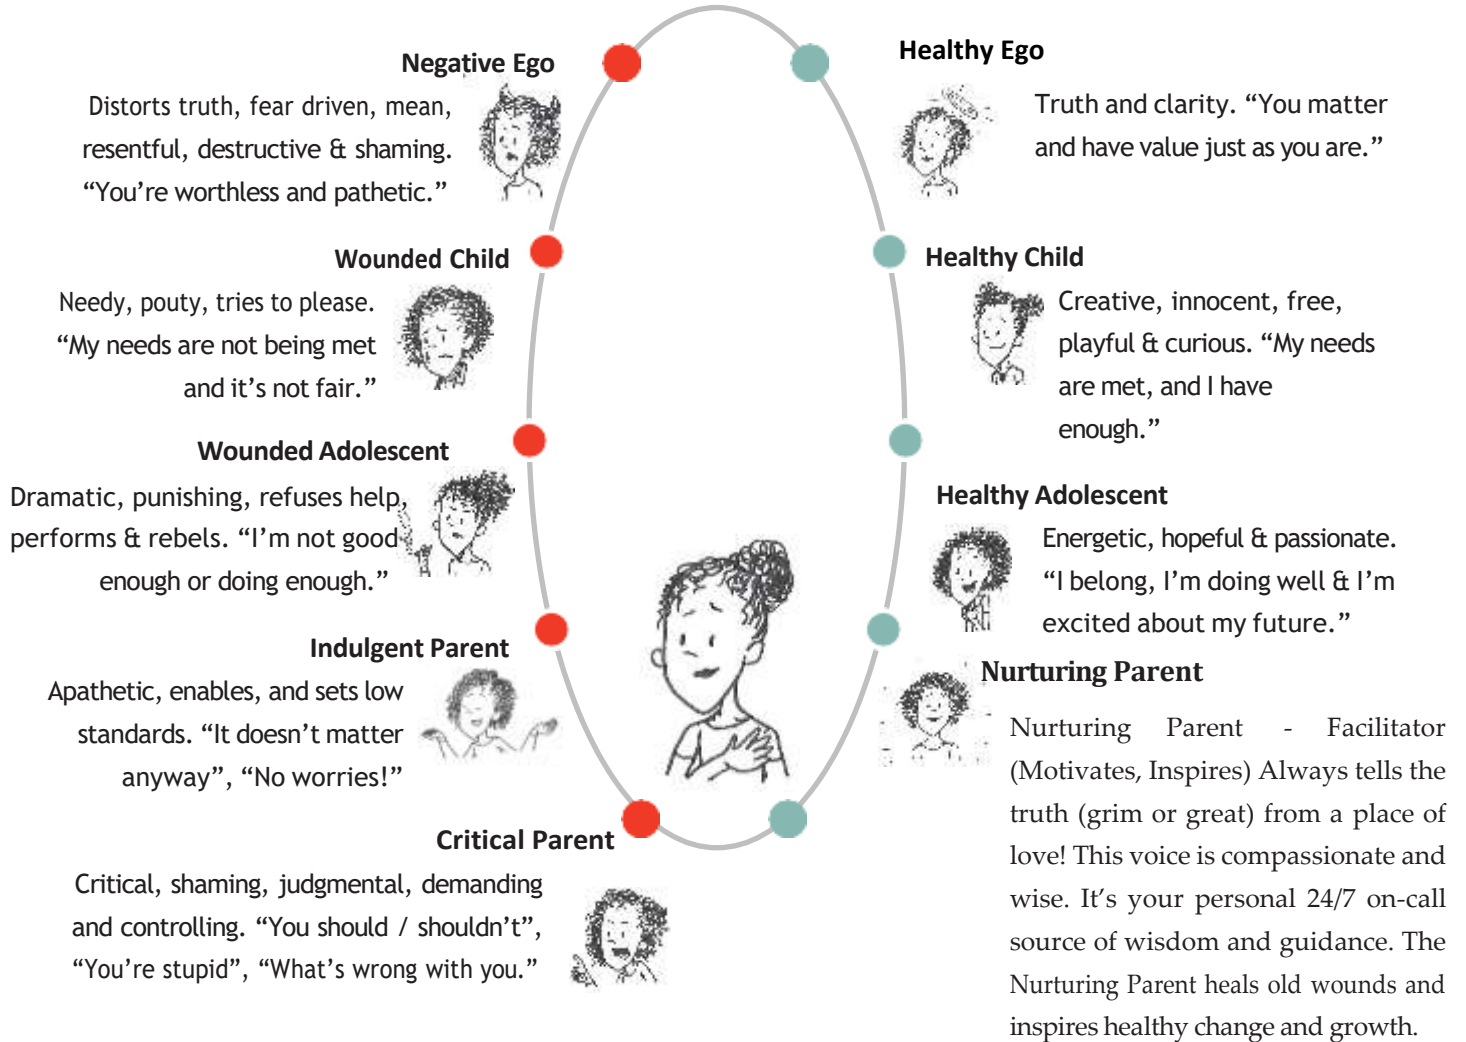 Negative Ego
Distorts truth, fear driven, mean,
resentful, destructive & shaming.
“You’re worthless and pathetic.”
Wounded Child
Needy, pouty, tries to please.
“My needs are not being met
and it’s not fair.”
Wounded Adolescent
Dramatic, punishing, refuses help,
performs & rebels. “I’m not good
enough or doing enough.”
Indulgent Parent
Apathetic, enables, and sets low
standards. “It doesn’t matter
anyway”, “No worries!”
Critical Parent
Critical, shaming, judgmental, demanding
and controlling. “You should / shouldn’t”,
“You’re stupid”, “What’s wrong with you.”
Healthy Ego
Truth and clarity. “You matter
and have value just as you are.”
Healthy Child
Creative, innocent, free,
playful & curious. “My needs
are met, and I have
enough.”
Healthy Adolescent
Energetic, hopeful & passionate.
“I belong, I’m doing well & I’m
excited about my future.”
Nurturing Parent
Nurturing Parent - Facilitator
(Motivates, Inspires) Always tells the
truth (grim or great) from a place of
love! This voice is compassionate and
wise. It’s your personal 24/7 on-call
source of wisdom and guidance. The
Nurturing Parent heals old wounds and
inspires healthy change and growth.